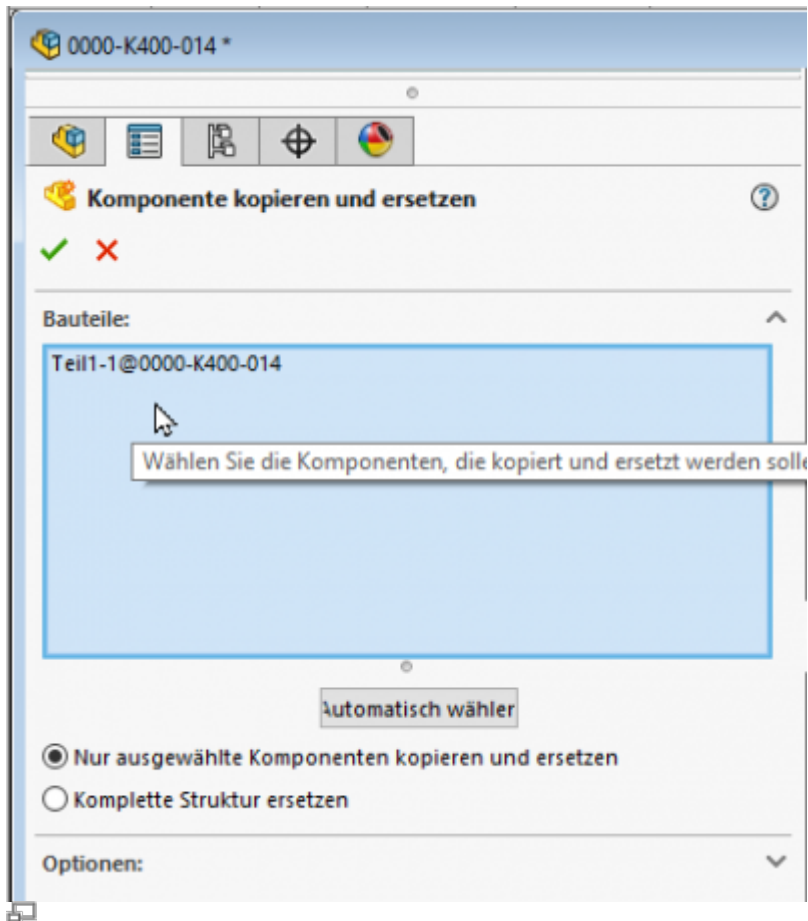 0000-K400-014 *
Komponente kopieren und ersetzen
Bauteile:
Teil1-1@0000-K400-014
Wählen Sie die Komponenten, die kopiert und ersetzt werden solle
Automatisch wähler
Nur ausgewählte Komponenten kopieren und ersetzen
Komplette Struktur ersetzen
Optionen: